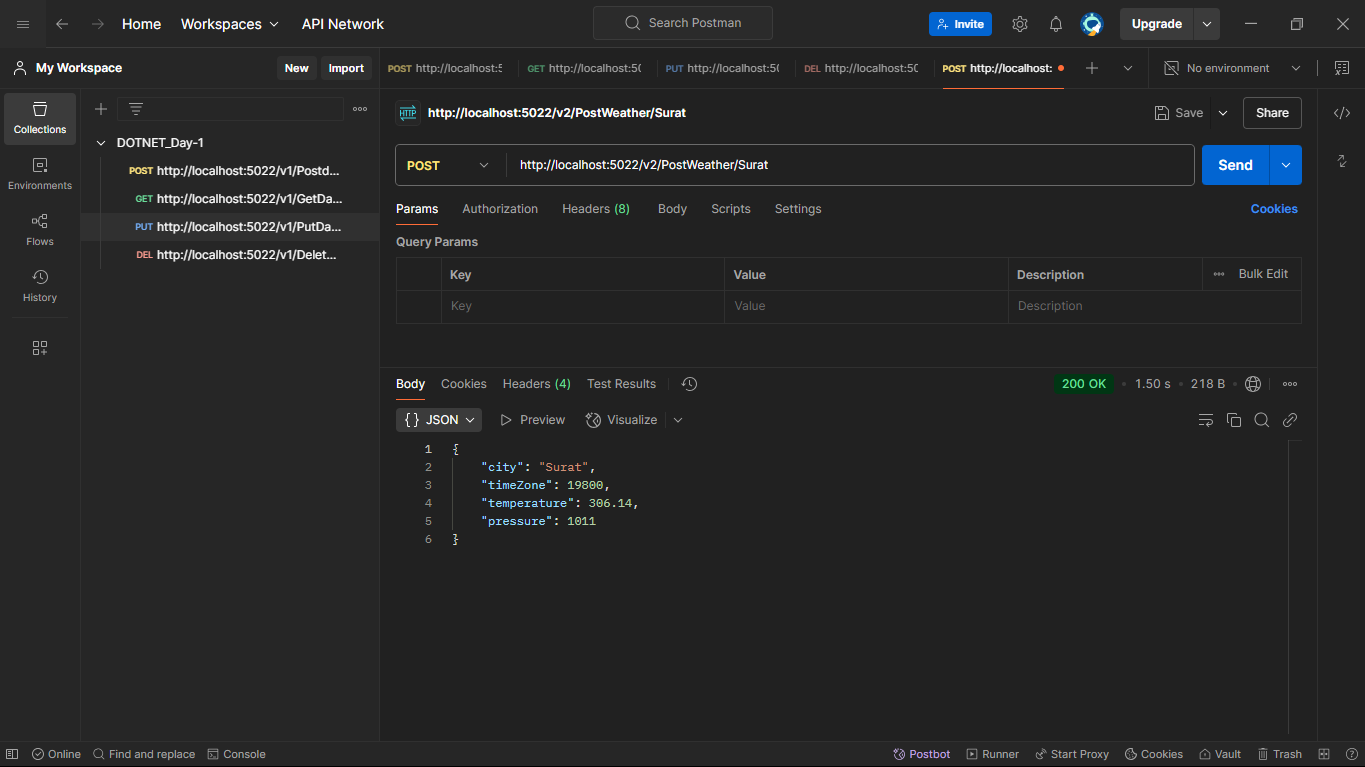 Home Workspaces API Network Search Postman Invite Upgrade
My Workspace New Import POST http://localhost:5 GET http://localhost:50 PUT http://localhost:50 DEL http://localhost:50 POST http://localhost: No environment
Collections
Environments
Flows
History
DOTNET_Day-1
POST http://localhost:5022/v1/Postd...
GET http://localhost:5022/v1/GetDa...
PUT http://localhost:5022/v1/PutDa...
DEL http://localhost:5022/v1/Delet...
HTTP http://localhost:5022/v2/PostWeather/Surat Save Share
POST http://localhost:5022/v2/PostWeather/Surat Send
Params Authorization Headers (8) Body Scripts Settings Cookies
Query Params
Key Value Description Bulk Edit
Key Value Description
Body Cookies Headers (4) Test Results 200 OK 1.50 s 218 B
{} JSON Preview Visualize
1 {
2 "city": "Surat",
3 "timeZone": 19800,
4 "temperature": 306.14,
5 "pressure": 1011
6 }
Online Find and replace Console Postbot Runner Start Proxy Cookies Vault Trash